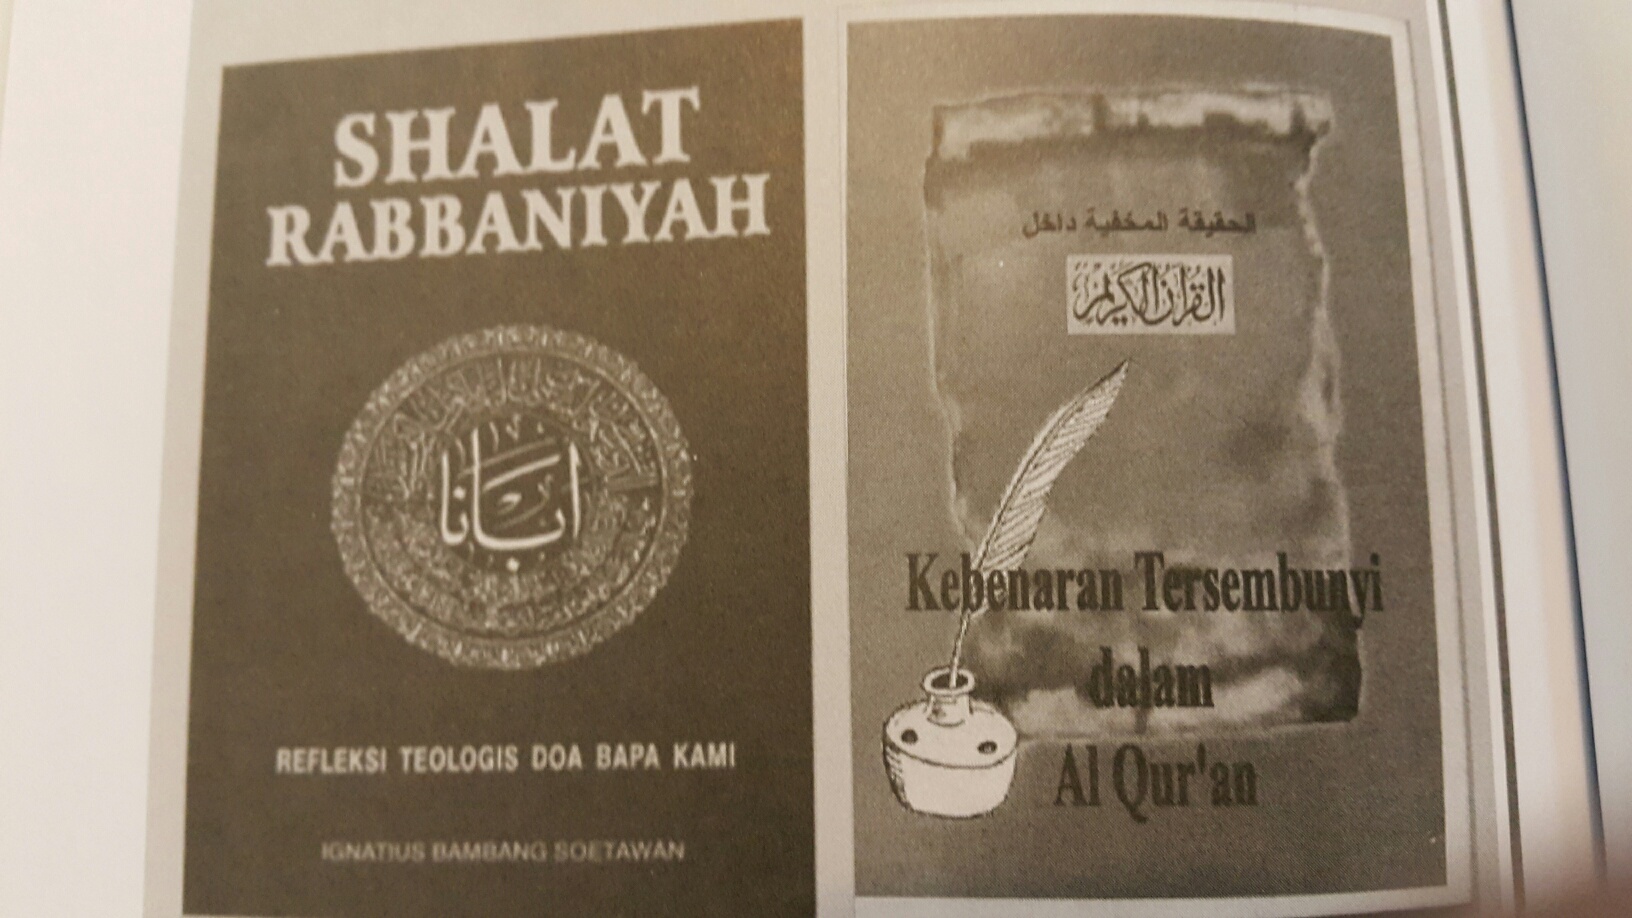 SHALAT
RABBANIYAH
ابانا
REFLEKSI TEOLOGIS DOA BAPA KAMI
IGNATIUS BAMBANG SOETAWAN
الحقيقة المخفية داخل
القرآن الكريم
Kebenaran Tersembunyi
dalam
Al Qur'an